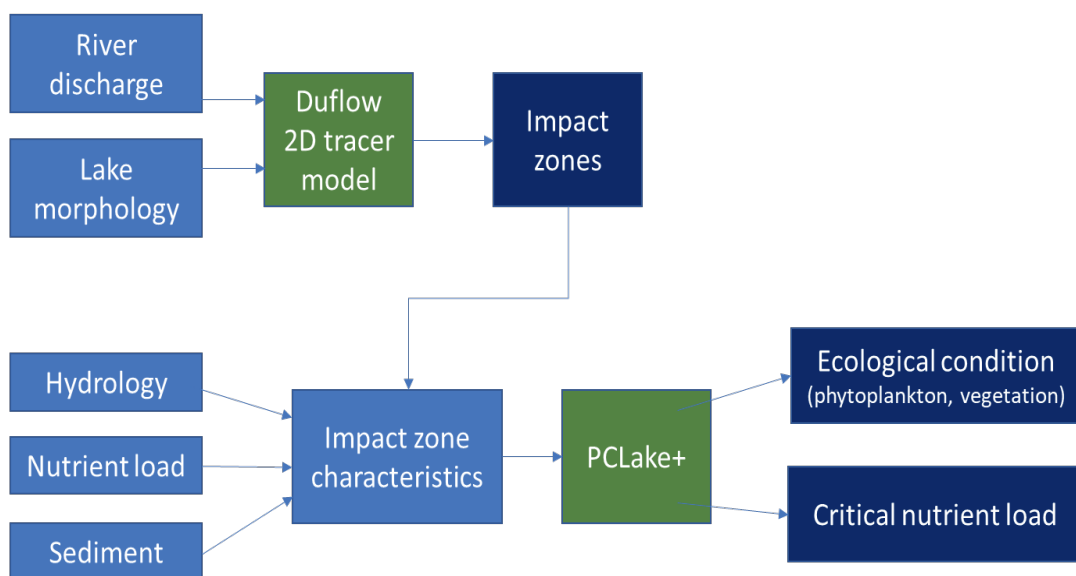 River
discharge
Duflow
2D tracer
model
Impact
zones
Lake
morphology
Hydrology
Nutrient load
Sediment
Impact zone
characteristics
PCLake+
Ecological condition
(phytoplankton, vegetation)
Critical nutrient load